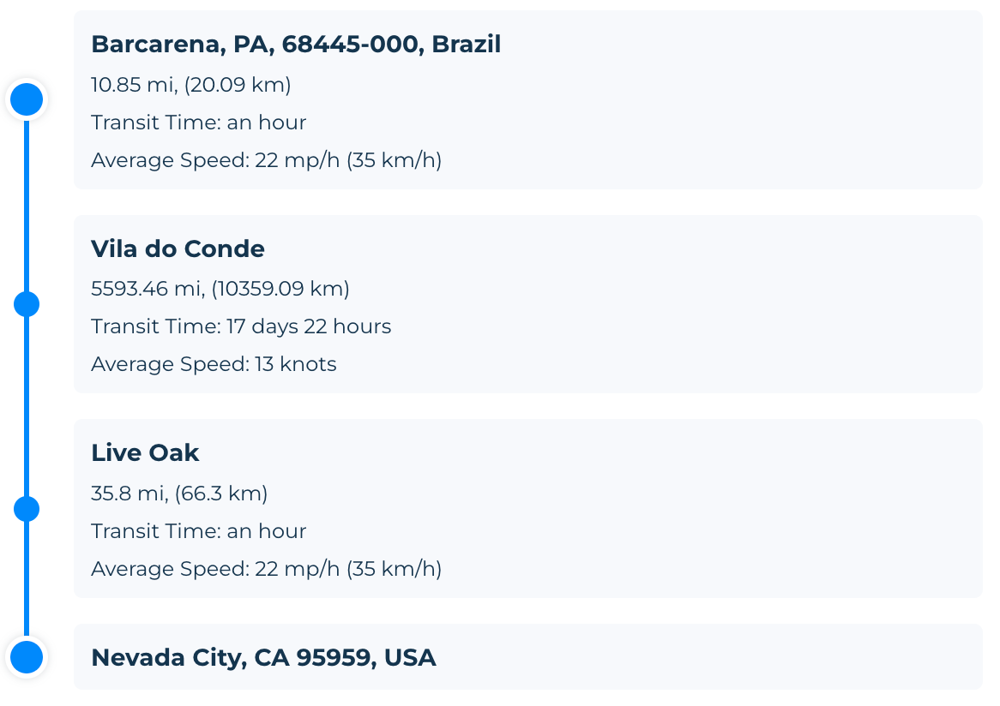 Barcarena, PA, 68445-000, Brazil
10.85 mi, (20.09 km)
Transit Time: an hour
Average Speed: 22 mp/h (35 km/h)
Vila do Conde
5593.46 mi, (10359.09 km)
Transit Time: 17 days 22 hours
Average Speed: 13 knots
Live Oak
35.8 mi, (66.3 km)
Transit Time: an hour
Average Speed: 22 mp/h (35 km/h)
Nevada City, CA 95959, USA